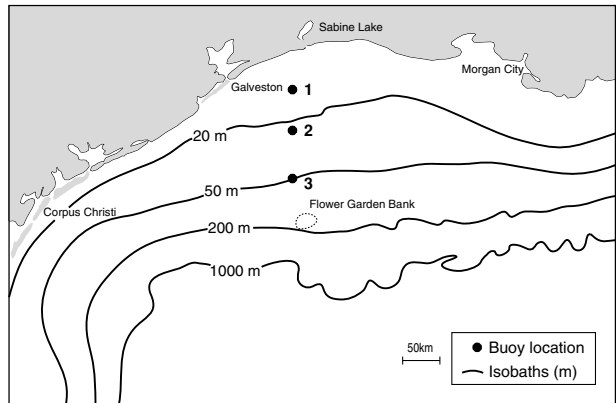 Sabine Lake
Morgan City
Galveston
1
2
20 m
3
50 m
Flower Garden Bank
Corpus Christi
200 m
1000 m
50km
Buoy location
Isobaths (m)